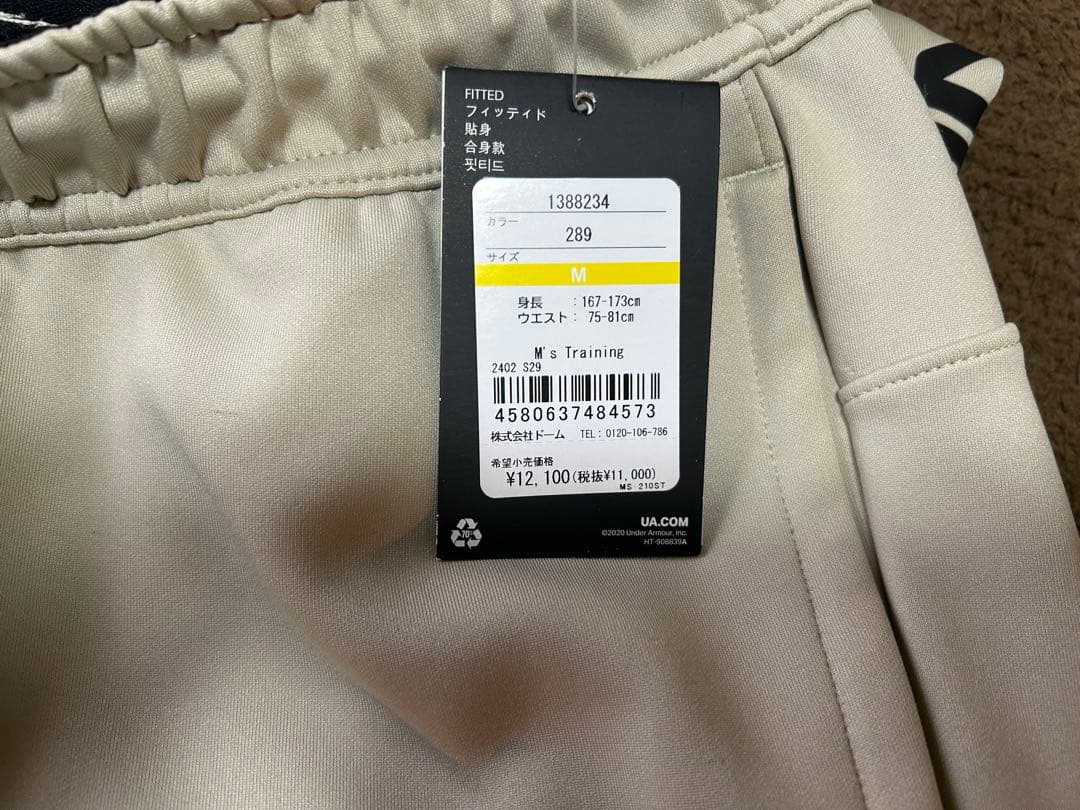 FITTED
フィッティド
貼身
合身款
핏티드
1388234
カラー
289
サイズ
M
身長 :167-173cm
ウエスト: 75-81cm
M's Training
2402 S29
4580637484573
株式会社ドーム TEL:0120-106-786
希望小売価格
¥12,100(税抜¥11,000)
MS 210ST
70%
UA.COM
©2020 Under Armour, Inc.
HT-908839A